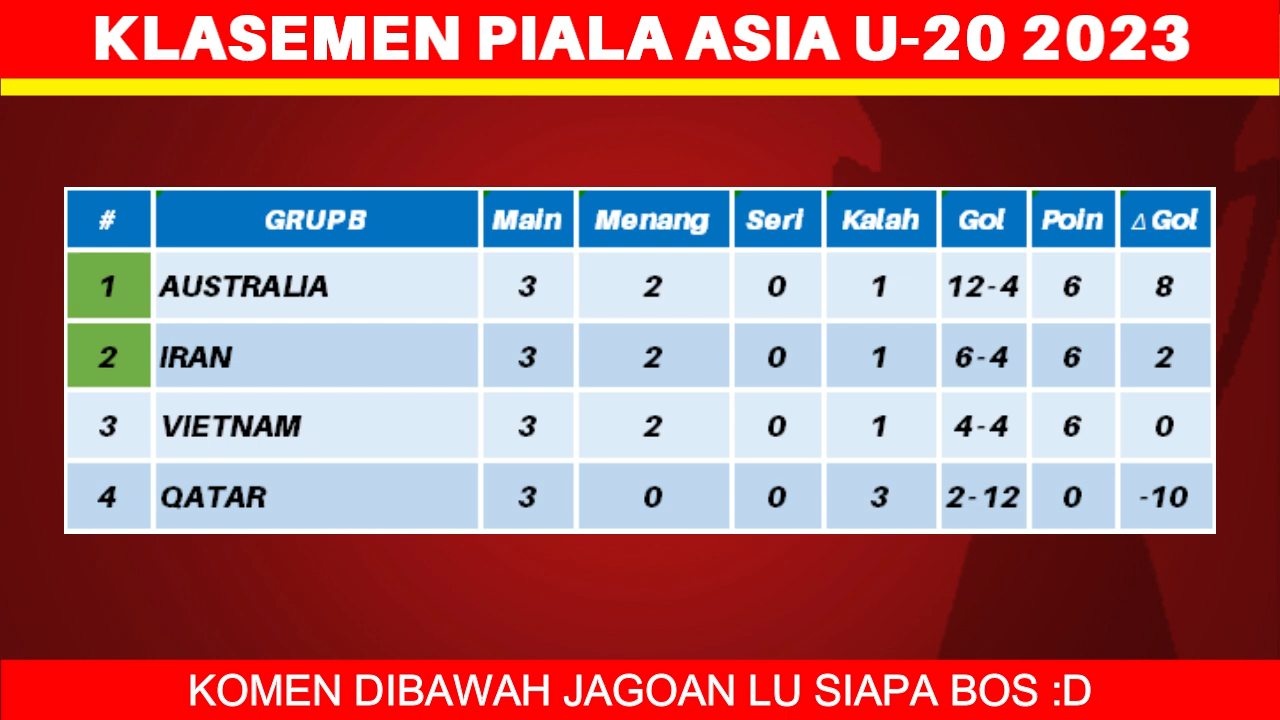 KLASEMEN PIALA ASIA U-20 2023
# GRUP B Main Menang Seri Kalah Gol Poin △ Gol
1 AUSTRALIA 3 2 0 1 12-4 6 8
2 IRAN 3 2 0 1 6-4 6 2
3 VIETNAM 3 2 0 1 4-4 6 0
4 QATAR 3 0 0 3 2-12 0 -10
KOMEN DIBAWAH JAGOAN LU SIAPA BOS :D